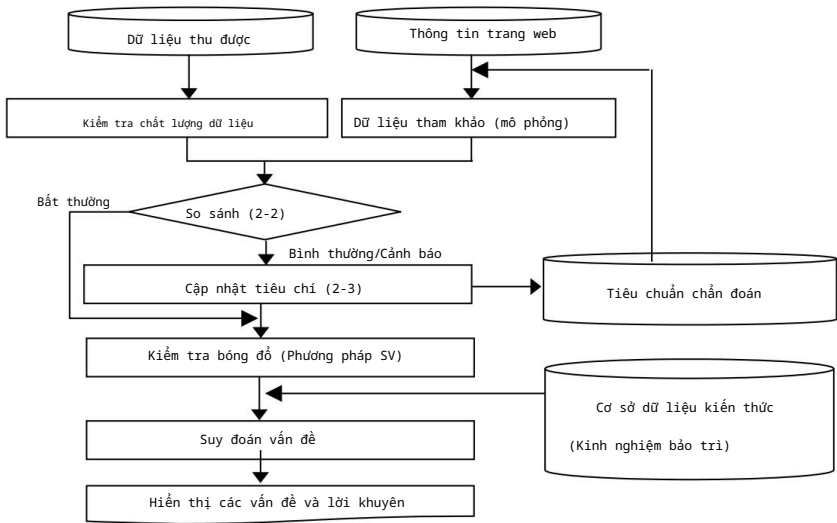 Dữ liệu thu được
Thông tin trang web
Kiểm tra chất lượng dữ liệu
Dữ liệu tham khảo (mô phỏng)
Bất thường
So sánh (2-2)
Bình thường/Cảnh báo
Cập nhật tiêu chí (2-3)
Tiêu chuẩn chẩn đoán
Kiểm tra bóng đổ (Phương pháp SV)
Cơ sở dữ liệu kiến thức
(Kinh nghiệm bảo trì)
Suy đoán vấn đề
Hiển thị các vấn đề và lời khuyên